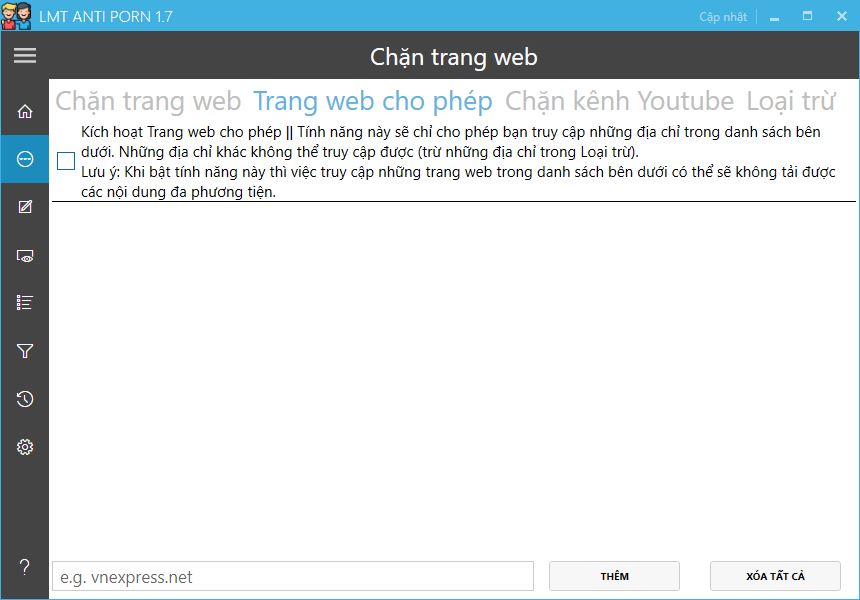 LMT ANTI PORN 1.7
Cập nhật
Chặn trang web
Chặn trang web Trang web cho phép Chặn kênh Youtube Loại trừ
Kích hoạt Trang web cho phép || Tính năng này sẽ chỉ cho phép bạn truy cập những địa chỉ trong danh sách bên
dưới. Những địa chỉ khác không thể truy cập được (trừ những địa chỉ trong Loại trừ).
Lưu ý: Khi bật tính năng này thì việc truy cập những trang web trong danh sách bên dưới có thể sẽ không tải được
các nội dung đa phương tiện.
e.g. vnexpress.net
THÊM
XÓA TẤT CẢ